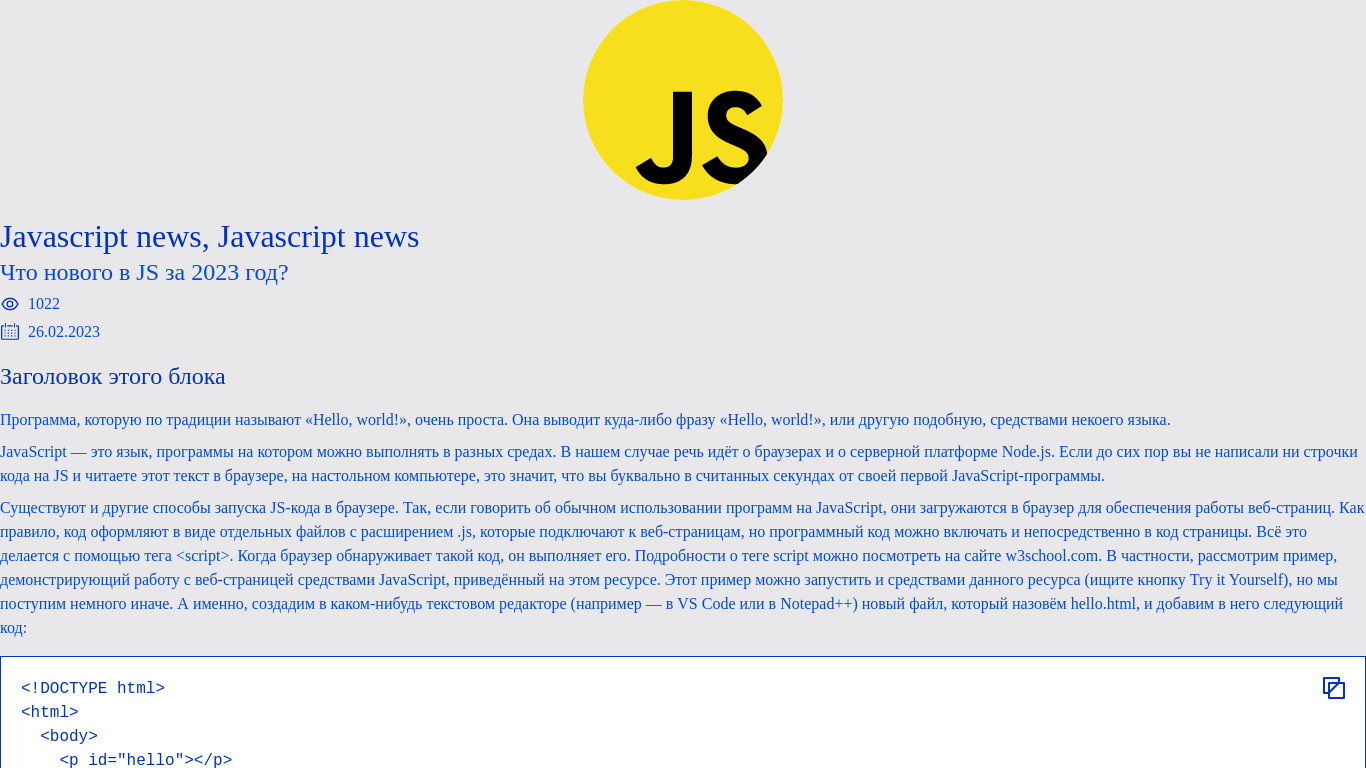 JS
Javascript news, Javascript news
Что нового в JS за 2023 год?
1022
26.02.2023
Заголовок этого блока
Программа, которую по традиции называют «Hello, world!», очень проста. Она выводит куда-либо фразу «Hello, world!», или другую подобную, средствами некоего языка.
JavaScript — это язык, программы на котором можно выполнять в разных средах. В нашем случае речь идёт о браузерах и о серверной платформе Node.js. Если до сих пор вы не написали ни строчки
кода на JS и читаете этот текст в браузере, на настольном компьютере, это значит, что вы буквально в считанных секундах от своей первой JavaScript-программы.
Существуют и другие способы запуска JS-кода в браузере. Так, если говорить об обычном использовании программ на JavaScript, они загружаются в браузер для обеспечения работы веб-страниц. Как
правило, код оформляют в виде отдельных файлов с расширением .js, которые подключают к веб-страницам, но программный код можно включать и непосредственно в код страницы. Всё это
делается с помощью тега <script>. Когда браузер обнаруживает такой код, он выполняет его. Подробности о теге script можно посмотреть на сайте w3school.com. В частности, рассмотрим пример,
демонстрирующий работу с веб-страницей средствами JavaScript, приведённый на этом ресурсе. Этот пример можно запустить и средствами данного ресурса (ищите кнопку Try it Yourself), но мы
поступим немного иначе. А именно, создадим в каком-нибудь текстовом редакторе (например — в VS Code или в Notepad++) новый файл, который назовём hello.html, и добавим в него следующий
код:
<!DOCTYPE html>
<html>
<body>
<p id="hello"></p>